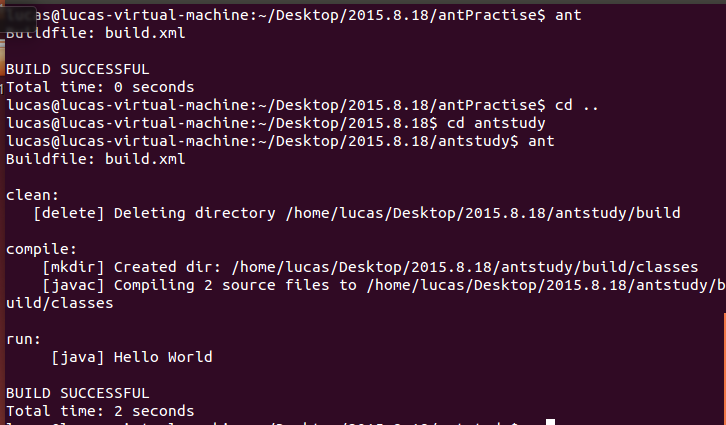 lucas@lucas-virtual-machine:~/Desktop/2015.8.18/antPractise$ ant
Buildfile: build.xml
BUILD SUCCESSFUL
Total time: 0 seconds
lucas@lucas-virtual-machine:~/Desktop/2015.8.18/antPractise$ cd ..
lucas@lucas-virtual-machine:~/Desktop/2015.8.18$ cd antstudy
lucas@lucas-virtual-machine:~/Desktop/2015.8.18/antstudy$ ant
Buildfile: build.xml
clean:
[delete] Deleting directory /home/lucas/Desktop/2015.8.18/antstudy/build
compile:
[mkdir] Created dir: /home/lucas/Desktop/2015.8.18/antstudy/build/classes
[javac] Compiling 2 source files to /home/lucas/Desktop/2015.8.18/antstudy/b
uild/classes
run:
[java] Hello World
BUILD SUCCESSFUL
Total time: 2 seconds